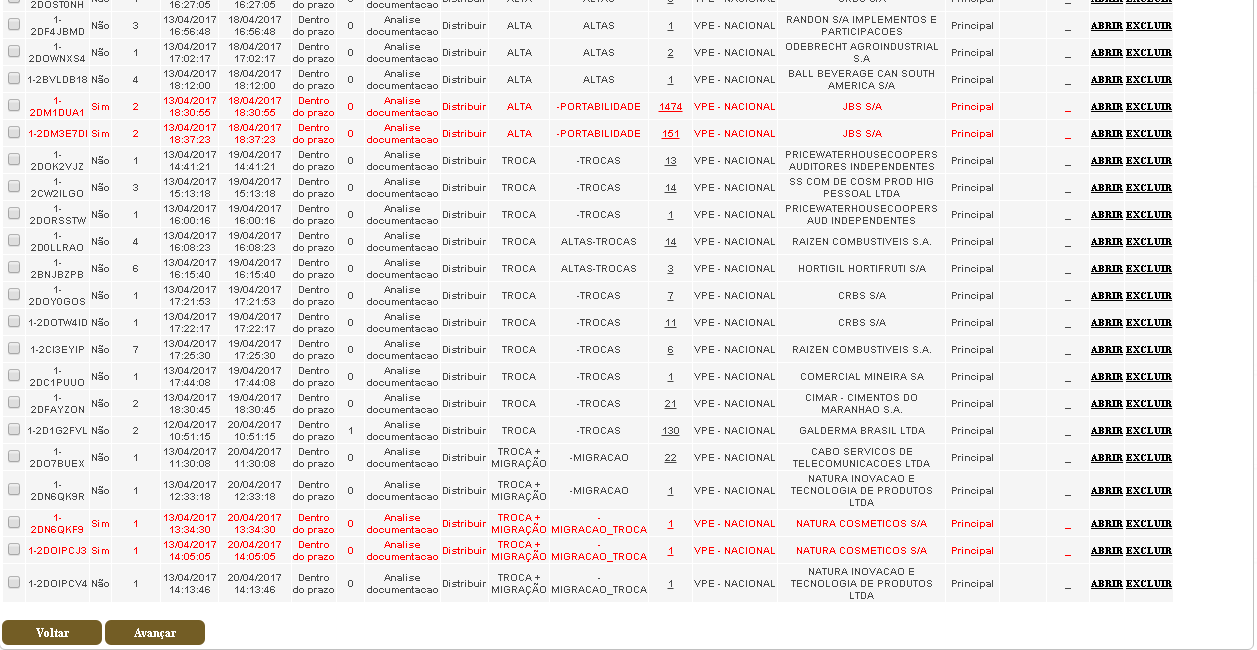 2DOST0NH Não 16:27:05 16:27:05 do prazo documentacao
1-2DF4JBMD Não 3 13/04/2017 16:56:48 18/04/2017 16:56:48 Dentro do prazo 0 Analise documentacao Distribuir ALTA ALTAS 1 VPE - NACIONAL RANDON S/A IMPLEMENTOS E PARTICIPACOES Principal _ ABRIR EXCLUIR
1-2DOWNXS4 Não 1 13/04/2017 17:02:17 18/04/2017 17:02:17 Dentro do prazo 0 Analise documentacao Distribuir ALTA ALTAS 2 VPE - NACIONAL ODEBRECHT AGROINDUSTRIAL S.A Principal _ ABRIR EXCLUIR
1-2BVLDB18 Não 4 13/04/2017 18:12:00 18/04/2017 18:12:00 Dentro do prazo 0 Analise documentacao Distribuir ALTA ALTAS 1 VPE - NACIONAL BALL BEVERAGE CAN SOUTH AMERICA S/A Principal _ ABRIR EXCLUIR
1-2DM1DUA1 Sim 2 13/04/2017 18:30:55 18/04/2017 18:30:55 Dentro do prazo 0 Analise documentacao Distribuir ALTA -PORTABILIDADE 1474 VPE - NACIONAL JBS S/A Principal _ ABRIR EXCLUIR
1-2DM3E7DI Sim 2 13/04/2017 18:37:23 18/04/2017 18:37:23 Dentro do prazo 0 Analise documentacao Distribuir ALTA -PORTABILIDADE 151 VPE - NACIONAL JBS S/A Principal _ ABRIR EXCLUIR
1-2DOK2VJZ Não 1 13/04/2017 14:41:21 19/04/2017 14:41:21 Dentro do prazo 0 Analise documentacao Distribuir TROCA -TROCAS 13 VPE - NACIONAL PRICEWATERHOUSECOOPERS AUDITORES INDEPENDENTES Principal _ ABRIR EXCLUIR
1-2CW2ILGO Não 3 13/04/2017 15:13:18 19/04/2017 15:13:18 Dentro do prazo 0 Analise documentacao Distribuir TROCA -TROCAS 14 VPE - NACIONAL SS COM DE COSM PROD HIG PESSOAL LTDA Principal _ ABRIR EXCLUIR
1-2DORSSTW Não 1 13/04/2017 16:00:16 19/04/2017 16:00:16 Dentro do prazo 0 Analise documentacao Distribuir TROCA -TROCAS 1 VPE - NACIONAL PRICEWATERHOUSECOOPERS AUD INDEPENDENTES Principal _ ABRIR EXCLUIR
1-2D0LLRAO Não 4 13/04/2017 16:08:23 19/04/2017 16:08:23 Dentro do prazo 0 Analise documentacao Distribuir TROCA ALTAS-TROCAS 14 VPE - NACIONAL RAIZEN COMBUSTIVEIS S.A. Principal _ ABRIR EXCLUIR
1-2BNJBZPB Não 6 13/04/2017 16:15:40 19/04/2017 16:15:40 Dentro do prazo 0 Analise documentacao Distribuir TROCA ALTAS-TROCAS 3 VPE - NACIONAL HORTIGIL HORTIFRUTI S/A Principal _ ABRIR EXCLUIR
1-2DOY0GOS Não 1 13/04/2017 17:21:53 19/04/2017 17:21:53 Dentro do prazo 0 Analise documentacao Distribuir TROCA -TROCAS 7 VPE - NACIONAL CRBS S/A Principal _ ABRIR EXCLUIR
1-2DOTW4ID Não 1 13/04/2017 17:22:17 19/04/2017 17:22:17 Dentro do prazo 0 Analise documentacao Distribuir TROCA -TROCAS 11 VPE - NACIONAL CRBS S/A Principal _ ABRIR EXCLUIR
1-2CI3EYIP Não 7 13/04/2017 17:25:30 19/04/2017 17:25:30 Dentro do prazo 0 Analise documentacao Distribuir TROCA -TROCAS 6 VPE - NACIONAL RAIZEN COMBUSTIVEIS S.A. Principal _ ABRIR EXCLUIR
1-2DC1PUUO Não 1 13/04/2017 17:44:08 19/04/2017 17:44:08 Dentro do prazo 0 Analise documentacao Distribuir TROCA -TROCAS 1 VPE - NACIONAL COMERCIAL MINEIRA SA Principal _ ABRIR EXCLUIR
1-2DFAYZON Não 2 13/04/2017 18:30:45 19/04/2017 18:30:45 Dentro do prazo 0 Analise documentacao Distribuir TROCA -TROCAS 21 VPE - NACIONAL CIMAR - CIMENTOS DO MARANHAO S.A. Principal _ ABRIR EXCLUIR
1-2D1G2FVL Não 2 12/04/2017 10:51:15 20/04/2017 10:51:15 Dentro do prazo 1 Analise documentacao Distribuir TROCA -TROCAS 130 VPE - NACIONAL GALDERMA BRASIL LTDA Principal _ ABRIR EXCLUIR
1-2DO7BUEX Não 1 13/04/2017 11:30:08 20/04/2017 11:30:08 Dentro do prazo 0 Analise documentacao Distribuir TROCA + MIGRAÇÃO -MIGRACAO 22 VPE - NACIONAL CABO SERVICOS DE TELECOMUNICACOES LTDA Principal _ ABRIR EXCLUIR
1-2DN6QK9R Não 1 13/04/2017 12:33:18 20/04/2017 12:33:18 Dentro do prazo 0 Analise documentacao Distribuir TROCA + MIGRAÇÃO -MIGRACAO 1 VPE - NACIONAL NATURA INOVACAO E TECNOLOGIA DE PRODUTOS LTDA Principal _ ABRIR EXCLUIR
1-2DN6QKF9 Sim 1 13/04/2017 13:34:30 20/04/2017 13:34:30 Dentro do prazo 0 Analise documentacao Distribuir TROCA + MIGRAÇÃO -MIGRACAO_TROCA 1 VPE - NACIONAL NATURA COSMETICOS S/A Principal _ ABRIR EXCLUIR
1-2DOIPCJ3 Sim 1 13/04/2017 14:05:05 20/04/2017 14:05:05 Dentro do prazo 0 Analise documentacao Distribuir TROCA + MIGRAÇÃO -MIGRACAO_TROCA 1 VPE - NACIONAL NATURA COSMETICOS S/A Principal _ ABRIR EXCLUIR
1-2DOIPCV4 Não 1 13/04/2017 14:13:46 20/04/2017 14:13:46 Dentro do prazo 0 Analise documentacao Distribuir TROCA + MIGRAÇÃO -MIGRACAO_TROCA 1 VPE - NACIONAL NATURA INOVACAO E TECNOLOGIA DE PRODUTOS LTDA Principal _ ABRIR EXCLUIR
Voltar Avançar